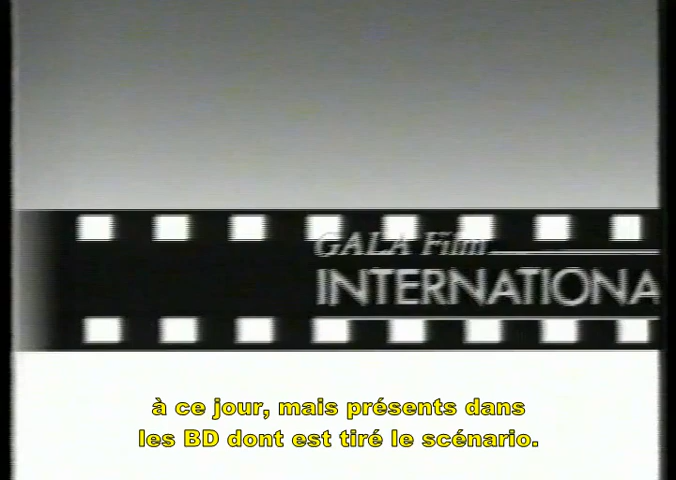 GALA Film
INTERNATIONA
à ce jour, mais présents dans
les BD dont est tiré le scénario.